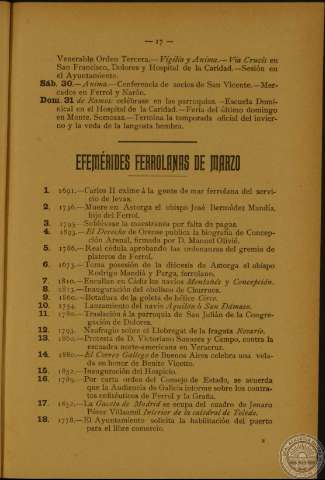 — 17 —
Venerable Orden Tercera.—Vigilia y Anima.—Via Crucis en
San Francisco, Dolores y Hospital de la Caridad.—Sesión en
el Ayuntamiento.
Sáb. 30.—Anima.—Conferencia de socios de San Vicente.—Mer-
cados en Ferrol y Narón.
Dom. 31 de Ramos: celébrase en las parroquias.—Escuela Domi-
nical en el Hospital de la Caridad.—Feria del último domingo
en Monte, Somozas.—Termina la temporada oficial del invier-
no y la veda de la langosta hembra.
EFEMÉRIDES FERROLANAS DE MARZO
1. 1691.—Carlos II exime á la gente de mar ferrolana del servi-
cio de levas.
2. 1736.—Muere en Astorga el obispo José Bermúdez Mandía,
hijo del Ferrol.
3. 1795.—Sublévase la maestranza por falta de pagas.
4. 1893.—El Derecho de Orense publica la biografía de Concep-
ción Arenal, firmada por D. Manuel Olivié.
5. 1786.—Real cédula aprobando las ordenanzas del gremio de
plateros de Ferrol.
6. 1673.—Toma posesión de la diócesis de Astorga el obispo
Rodrigo Mandiá y Parga, ferrolano.
7. 1810.—Encallan en Cádiz los navíos Montañés y Concepción.
8. 1813.—Inauguración del obelisco de Churruca.
9. 1860.—Botadura de la goleta de hélice Circe.
10. 1754.—Lanzamiento del navío Aquilón ó San Dámaso.
11. 1780.—Traslación á la parroquia de San Julián de la Congre-
gación de Dolores.
12. 1793.—Naufragio sobre el Llobregat de la fragata Rosario.
13. 1860.—Protesta de D. Victoriano Suances y Campo, contra la
escuadra norte-americana en Veracruz.
14. 1880.—El Correo Gallego de Buenos Aires celebra una vela-
da en honor de Benito Vicetto.
15. 1832.—Inauguración del Hospicio.
16. 1789.—Por carta orden del Consejo de Estado, se acuerda
que la Audiencia de Galicia informe sobre los contra-
tos enfitéuticos de Ferrol y la Graña.
17. 1852.—La Gaceta de Madrid se ocupa del cuadro de Jenaro
Pérez Villaamil Interior de la catedral de Toledo.
18. 1778.—El Ayuntamiento solicita la habilitación del puerto
para el libre comercio.